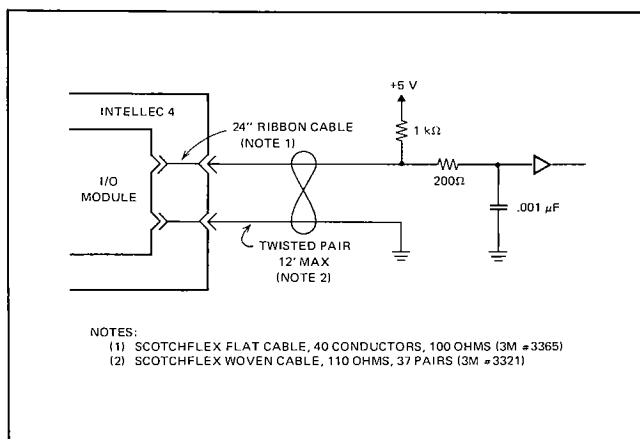 +5 V
INTELLEC 4
24" RIBBON CABLE
(NOTE 1)
1 kΩ
I/O
MODULE
200Ω
.001 μF
TWISTED PAIR
12' MAX
(NOTE 2)
NOTES:
(1) SCOTCHFLEX FLAT CABLE, 40 CONDUCTORS, 100 OHMS (3M #3365)
(2) SCOTCHFLEX WOVEN CABLE, 110 OHMS, 37 PAIRS (3M #3321)